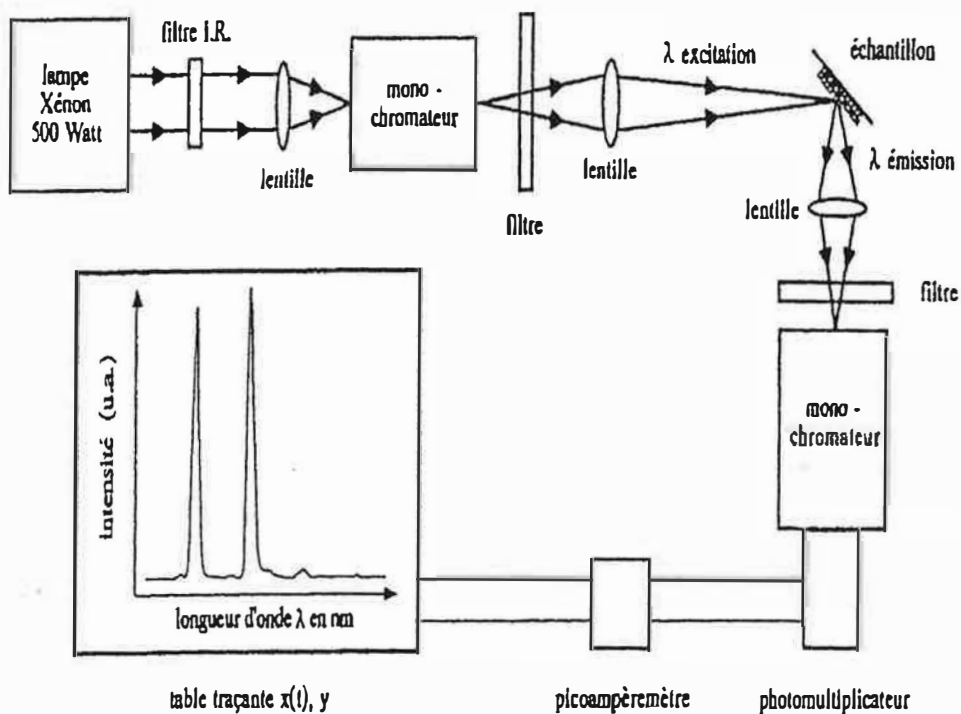 filtre I.R.
lampe
Xénon
500 Watt
lentille
mono -
chromateur
filtre
λ excitation
lentille
échantillon
λ émission
lentille
filtre
mono -
chromateur
intensité (u.a.)
longueur d'onde λ en nm
table traçante x(t), y
picoampèremètre
photomultiplicateur